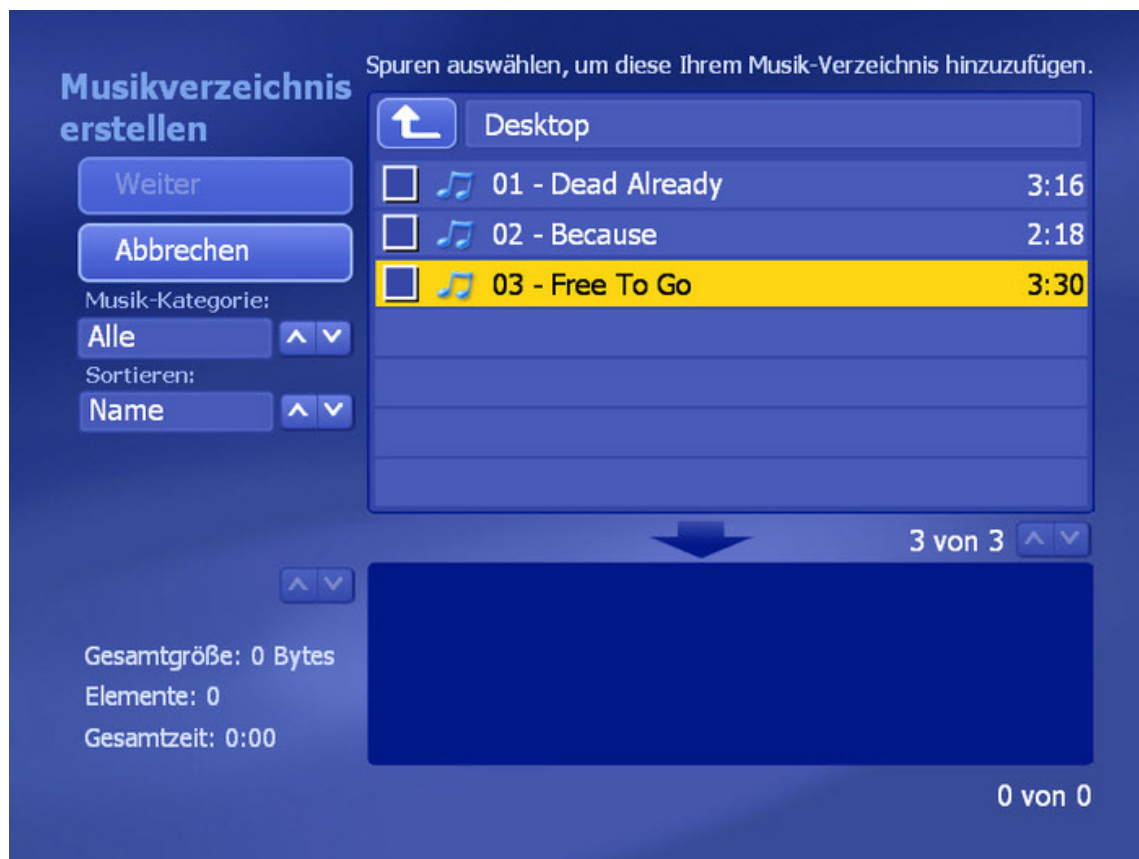 Musikverzeichnis
erstellen
Weiter
Abbrechen
Musik-Kategorie:
Alle
Sortieren:
Name
Spuren auswählen, um diese Ihrem Musik-Verzeichnis hinzuzufügen.
Desktop
01 - Dead Already 3:16
02 - Because 2:18
03 - Free To Go 3:30
3 von 3
Gesamtgröße: 0 Bytes
Elemente: 0
Gesamtzeit: 0:00
0 von 0